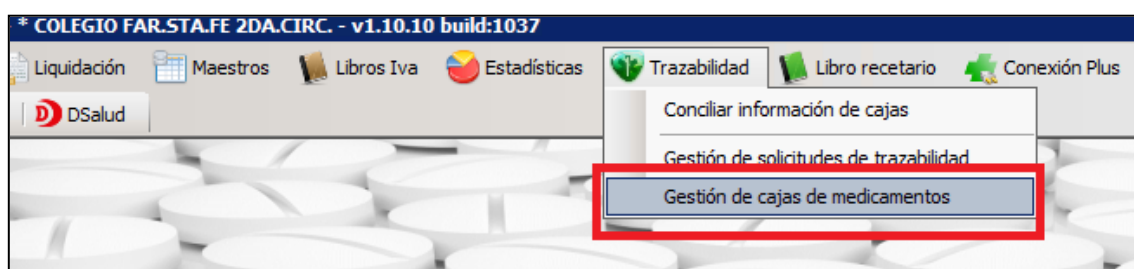 * COLEGIO FAR.STA.FE 2DA.CIRC. - v1.10.10 build:1037
Liquidación Maestros Libros Iva Estadísticas Trazabilidad Libro recetario Conexión Plus
DSalud
Conciliar información de cajas
Gestión de solicitudes de trazabilidad
Gestión de cajas de medicamentos